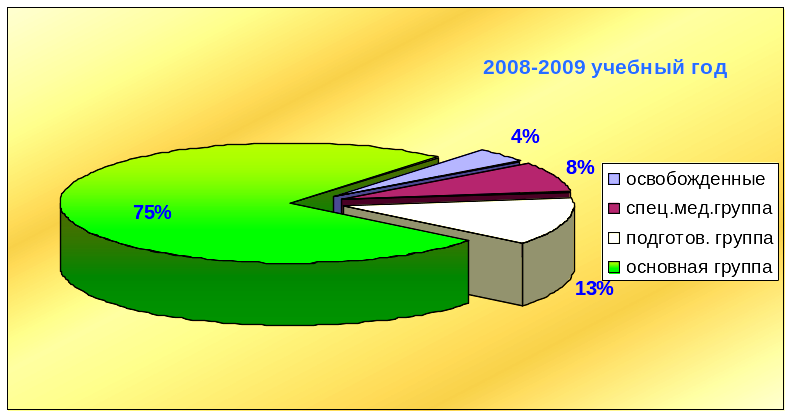 2008-2009 учебный год
4%
8%
75%
13%
освобожденные
спец.мед.группа
подготов. группа
основная группа